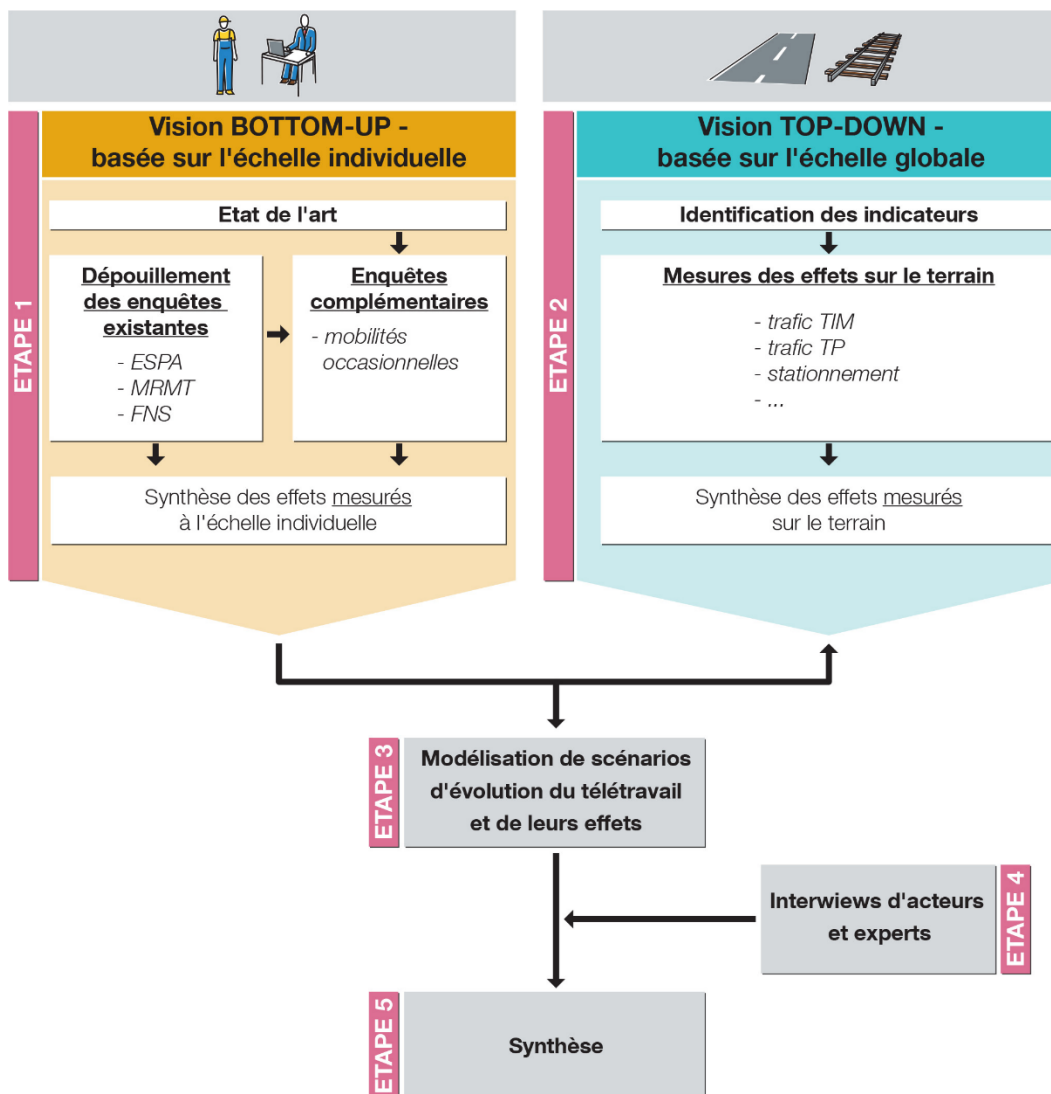 ETAPE 1
Vision BOTTOM-UP -
basée sur l'échelle individuelle
Etat de l'art
Dépouillement
des enquêtes
existantes
- ESPA
- MRMT
- FNS
Enquêtes
complémentaires
- mobilités
occasionnelles
Synthèse des effets mesurés
à l'échelle individuelle
ETAPE 2
Vision TOP-DOWN -
basée sur l'échelle globale
Identification des indicateurs
Mesures des effets sur le terrain
- trafic TIM
- trafic TP
- stationnement
- ...
Synthèse des effets mesurés
sur le terrain
ETAPE 3
Modélisation de scénarios
d'évolution du télétravail
et de leurs effets
Interwiews d'acteurs
et experts
ETAPE 4
ETAPE 5
Synthèse